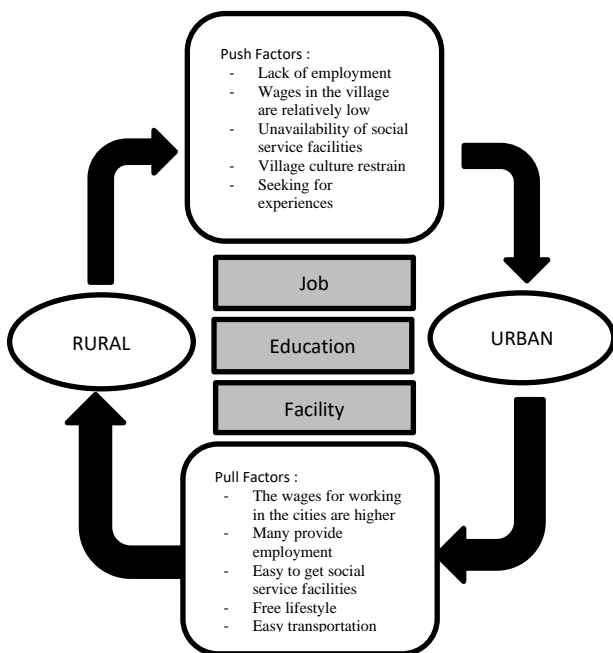 Push Factors :
- Lack of employment
- Wages in the village
are relatively low
- Unavailability of social
service facilities
- Village culture restrain
- Seeking for
experiences
Job
RURAL
Education
URBAN
Facility
Pull Factors :
- The wages for working
in the cities are higher
- Many provide
employment
- Easy to get social
service facilities
- Free lifestyle
- Easy transportation